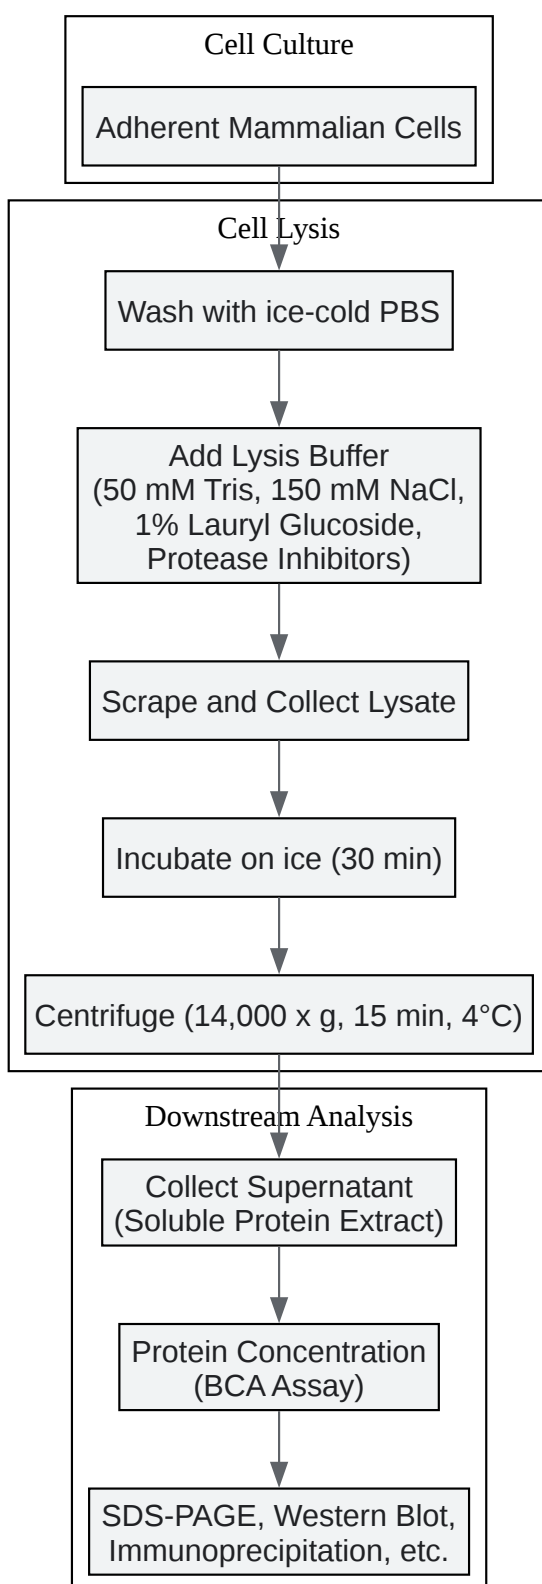 Cell Culture
Adherent Mammalian Cells
Cell Lysis
Wash with ice-cold PBS
Add Lysis Buffer
(50 mM Tris, 150 mM NaCl,
1% Lauryl Glucoside,
Protease Inhibitors)
Scrape and Collect Lysate
Incubate on ice (30 min)
Centrifuge (14,000 x g, 15 min, 4°C)
Downstream Analysis
Collect Supernatant
(Soluble Protein Extract)
Protein Concentration
(BCA Assay)
SDS-PAGE, Western Blot,
Immunoprecipitation, etc.